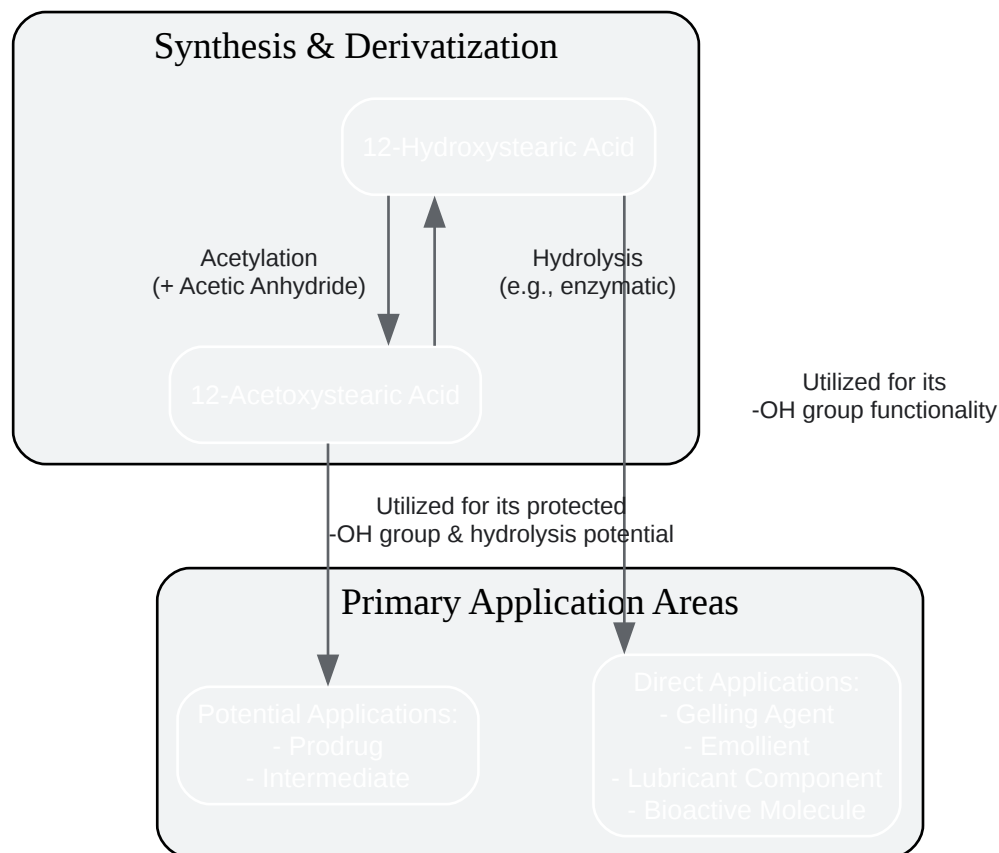 Synthesis & Derivatization
12-Hydroxystearic Acid
Acetylation
(+ Acetic Anhydride)
Hydrolysis
(e.g., enzymatic)
12-Acetoxystearic Acid
Utilized for its
-OH group functionality
Utilized for its protected
-OH group & hydrolysis potential
Primary Application Areas
Potential Applications:
- Prodrug
- Intermediate
Direct Applications:
- Gelling Agent
- Emollient
- Lubricant Component
- Bioactive Molecule